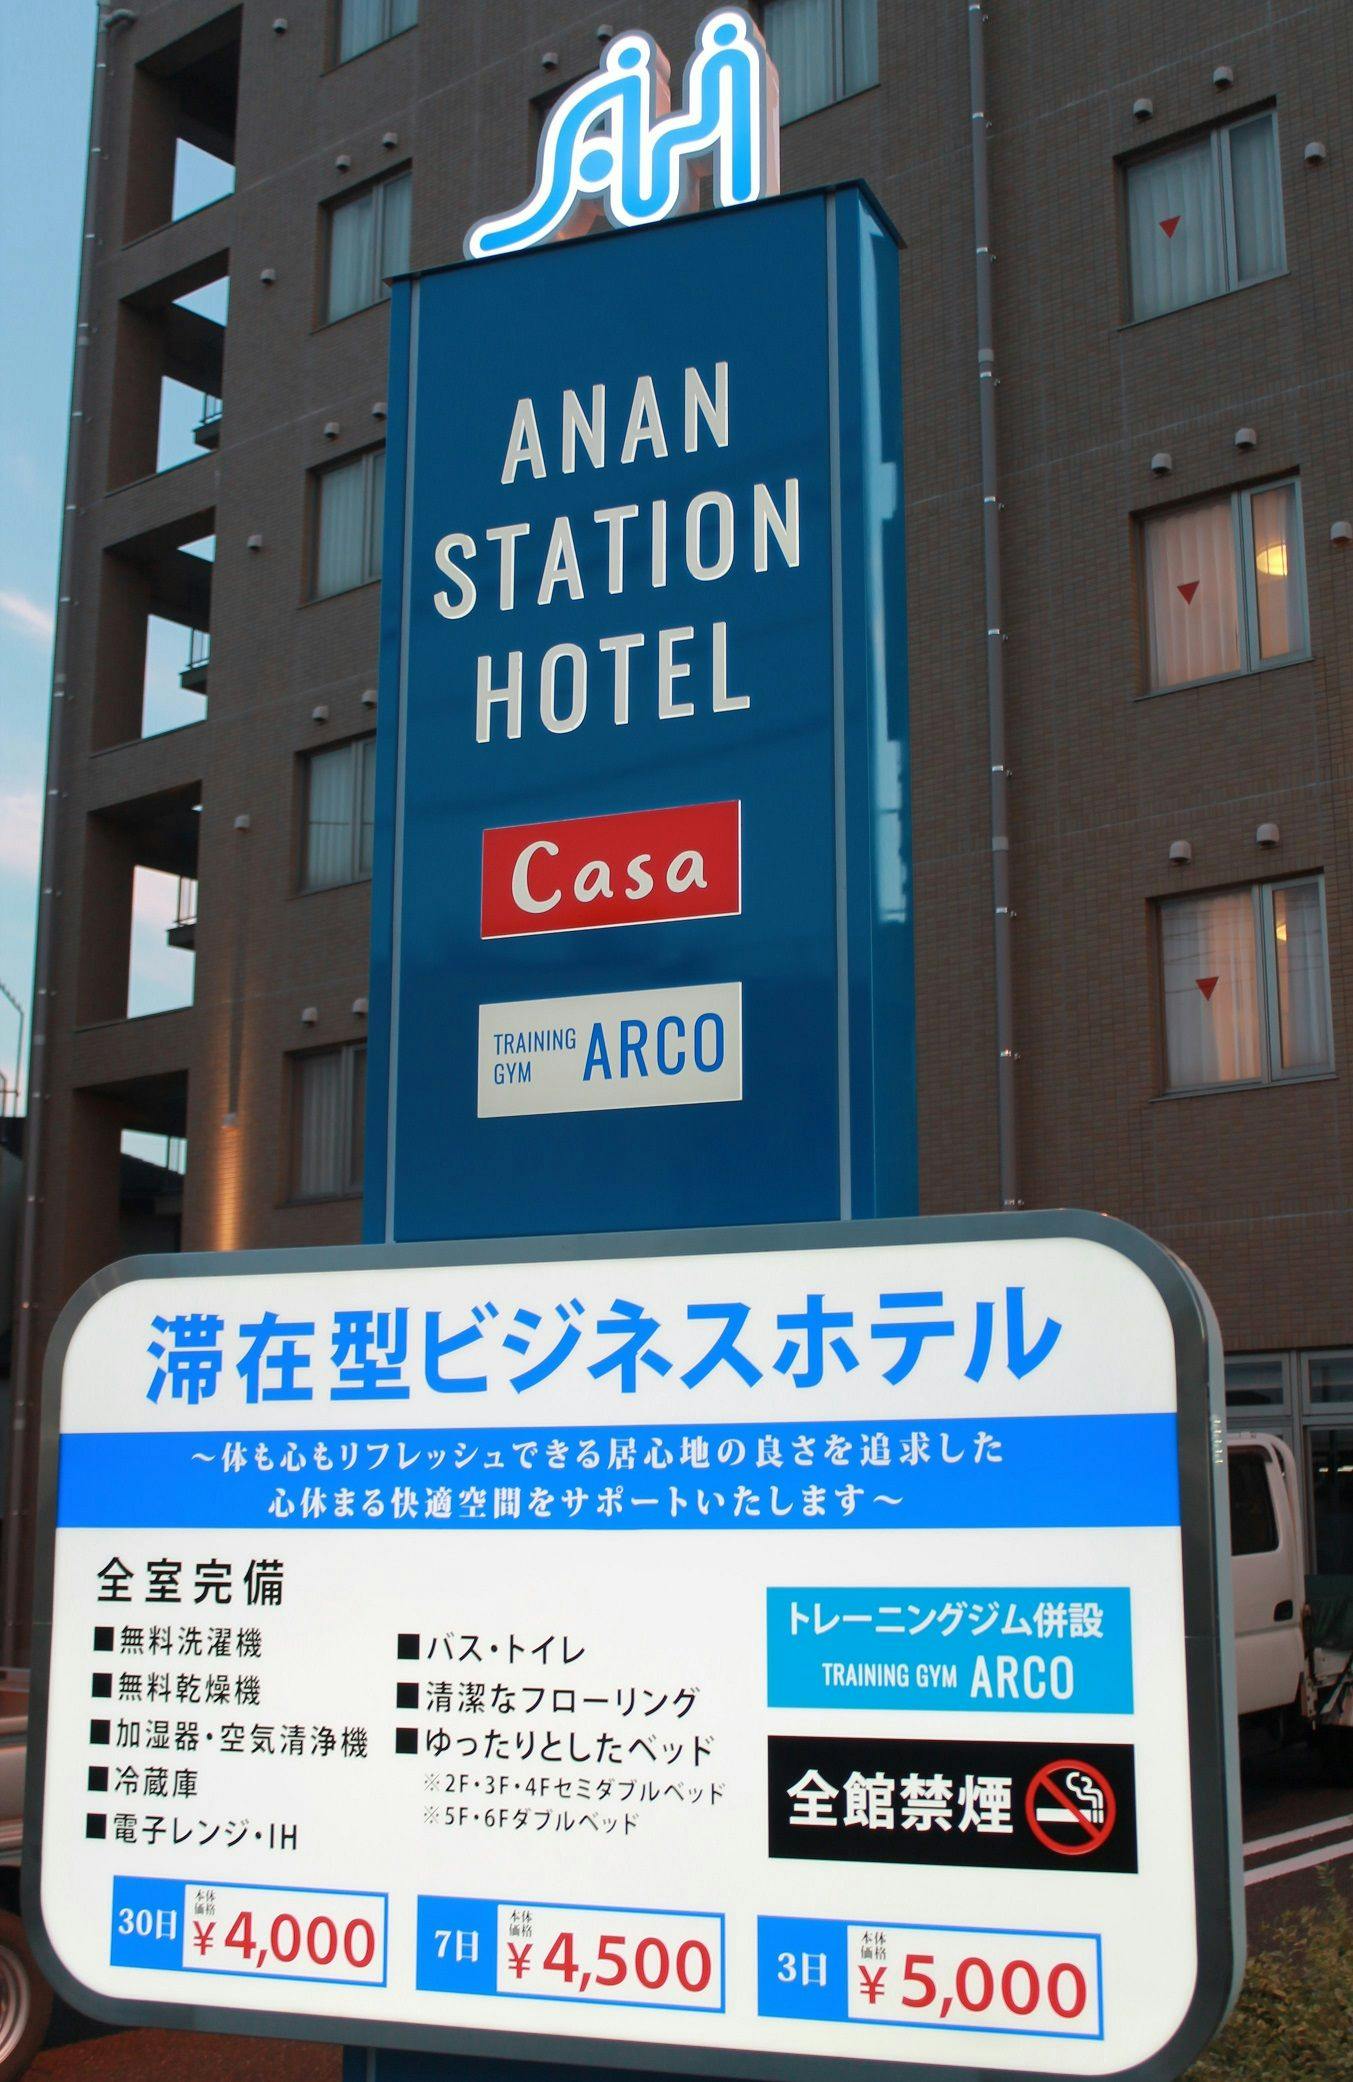 ANAN
STATION
HOTEL
Casa
TRAINING
GYM
ARCO
滞在型ビジネスホテル
～体も心もリフレッシュできる居心地の良さを追求した
心休まる快適空間をサポートいたします～
全室完備
■無料洗濯機
■無料乾燥機
■加湿器・空気清浄機
■冷蔵庫
■電子レンジ・IH
■バス・トイレ
■清潔なフローリング
■ゆったりとしたベッド
※2F・3F・4Fセミダブルベッド
※5F・6Fダブルベッド
トレーニングジム併設
TRAINING GYM ARCO
全館禁煙
30日 本体価格 ¥4,000
7日 本体価格 ¥4,500
3日 本体価格 ¥5,000